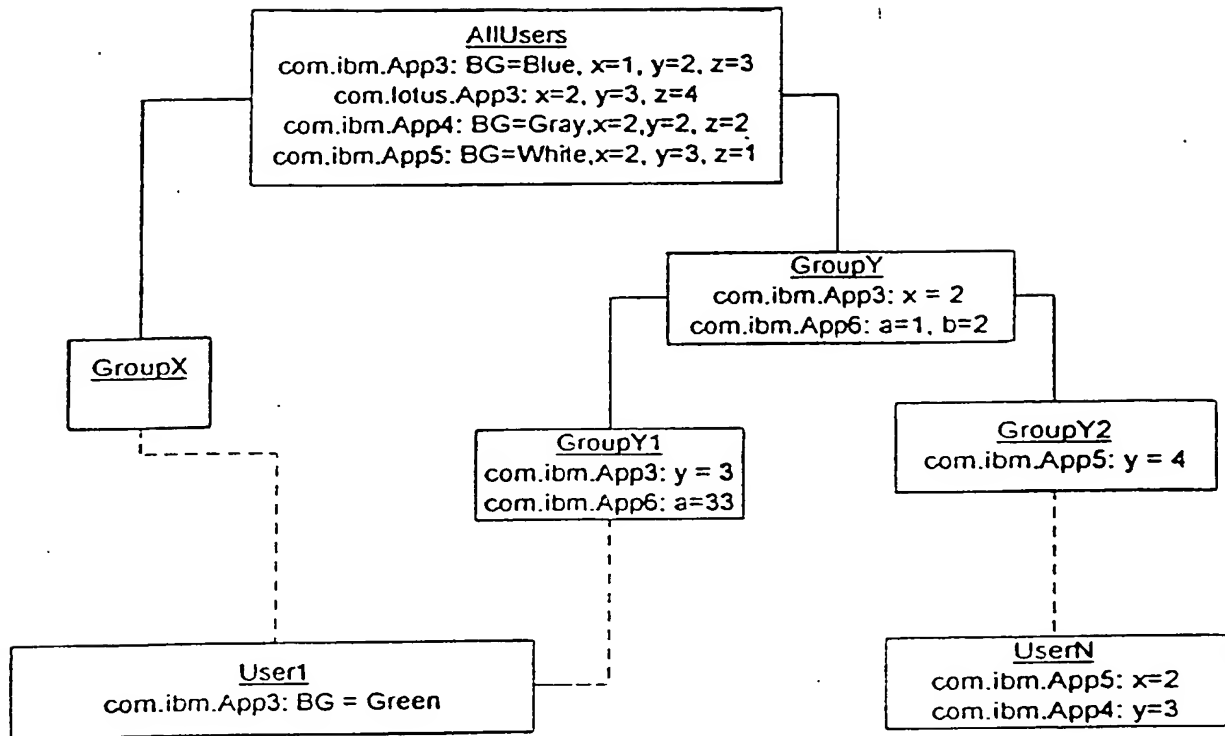 AllUsers
com.ibm.App3: BG=Blue, x=1, y=2, z=3
com.lotus.App3: x=2, y=3, z=4
com.ibm.App4: BG=Gray,x=2,y=2, z=2
com.ibm.App5: BG=White,x=2, y=3, z=1
GroupY
com.ibm.App3: x = 2
com.ibm.App6: a=1, b=2
GroupX
GroupY1
com.ibm.App3: y = 3
com.ibm.App6: a=33
GroupY2
com.ibm.App5: y = 4
User1
com.ibm.App3: BG = Green
UserN
com.ibm.App5: x=2
com.ibm.App4: y=3